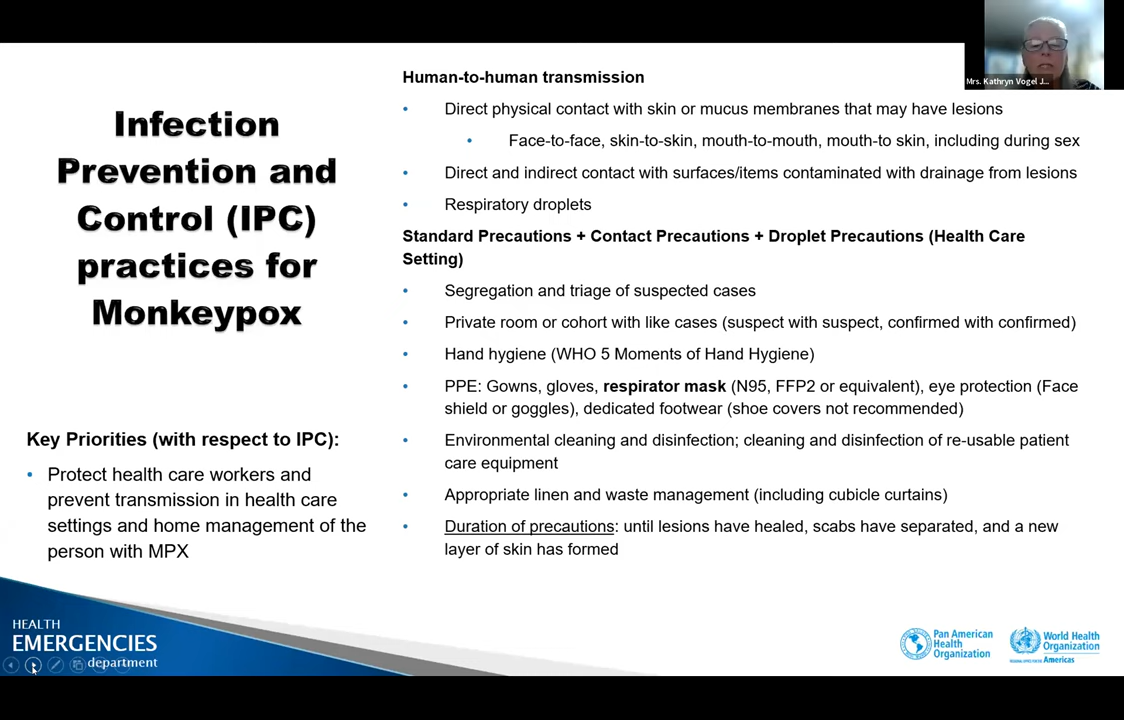 Mrs. Kathryn Vogel J...
Infection
Prevention and
Control (IPC)
practices for
Monkeypox
Key Priorities (with respect to IPC):
• Protect health care workers and
prevent transmission in health care
settings and home management of the
person with MPX
Human-to-human transmission
• Direct physical contact with skin or mucus membranes that may have lesions
• Face-to-face, skin-to-skin, mouth-to-mouth, mouth-to skin, including during sex
• Direct and indirect contact with surfaces/items contaminated with drainage from lesions
• Respiratory droplets
Standard Precautions + Contact Precautions + Droplet Precautions (Health Care
Setting)
• Segregation and triage of suspected cases
• Private room or cohort with like cases (suspect with suspect, confirmed with confirmed)
• Hand hygiene (WHO 5 Moments of Hand Hygiene)
• PPE: Gowns, gloves, respirator mask (N95, FFP2 or equivalent), eye protection (Face
shield or goggles), dedicated footwear (shoe covers not recommended)
• Environmental cleaning and disinfection; cleaning and disinfection of re-usable patient
care equipment
• Appropriate linen and waste management (including cubicle curtains)
• Duration of precautions: until lesions have healed, scabs have separated, and a new
layer of skin has formed
HEALTH
EMERGENCIES
department
Pan American
Health
Organization
World Health
Organization
REGIONAL OFFICE FOR THE Americas